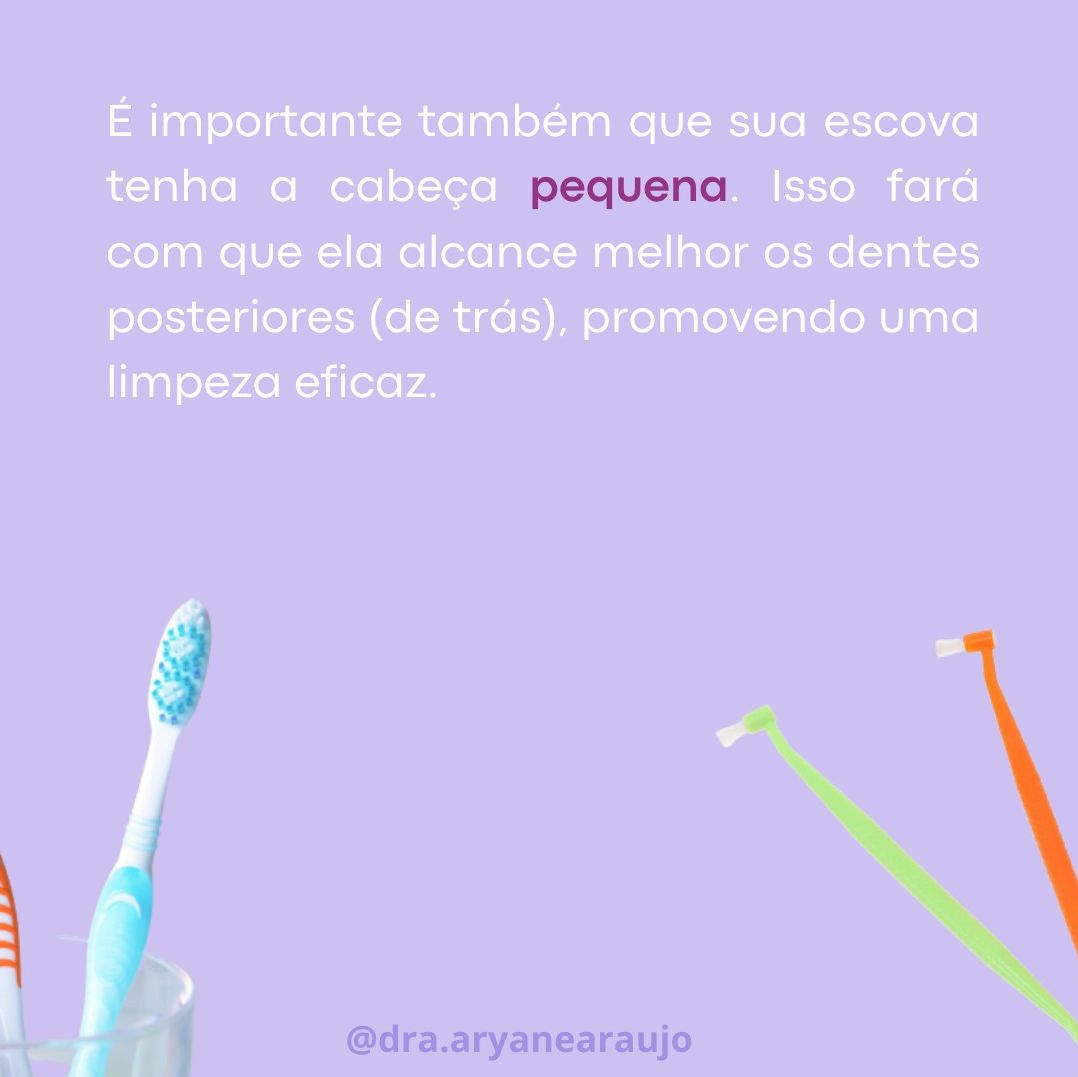 É importante também que sua escova
tenha a cabeça pequena. Isso fará
com que ela alcance melhor os dentes
posteriores (de trás), promovendo uma
limpeza eficaz.
@dra.aryanearaujo